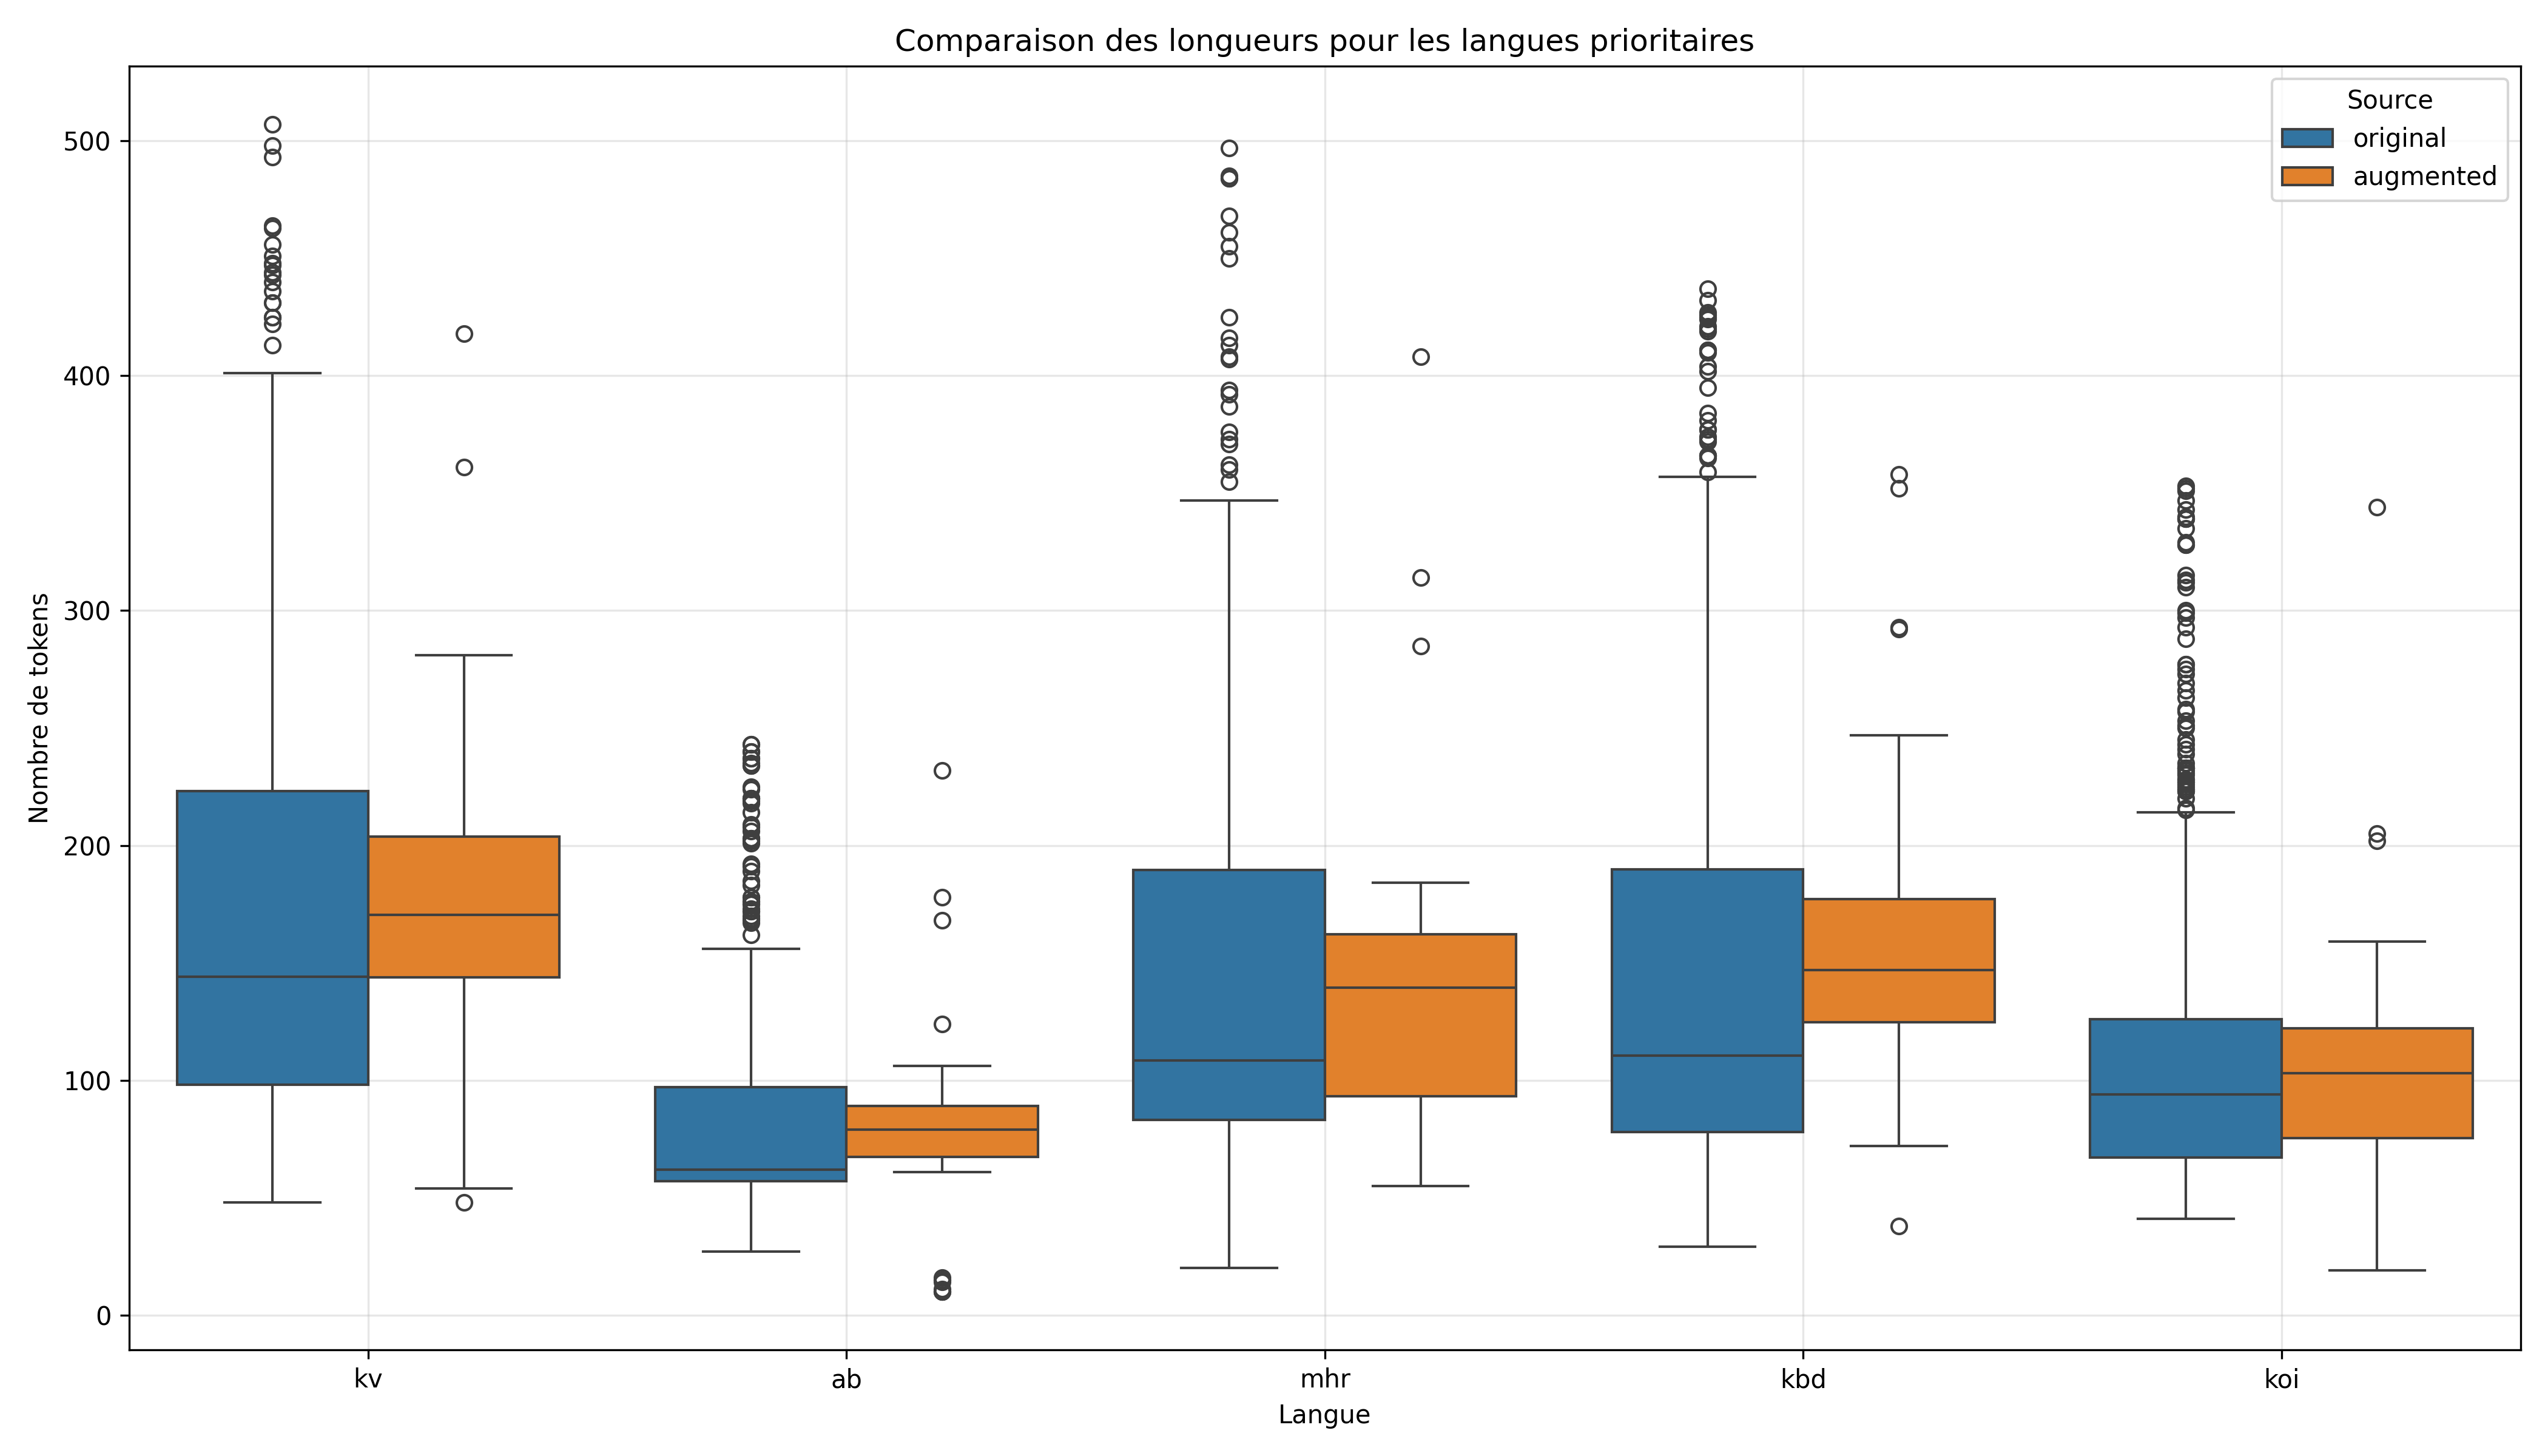 Comparaison des longueurs pour les langues prioritaires
Source
original
augmented
Nombre de tokens
500
400
300
200
100
0
kv ab mhr kbd koi
Langue